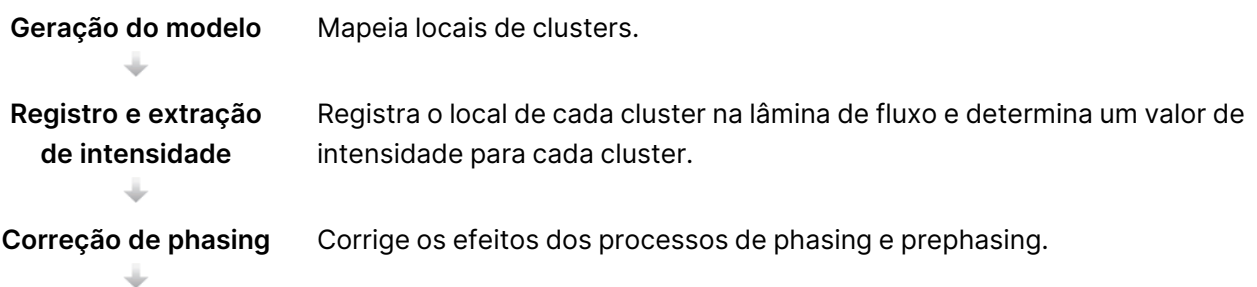 Geração do modelo
Mapeia locais de clusters.
Registro e extração
de intensidade
Registra o local de cada cluster na lâmina de fluxo e determina um valor de
intensidade para cada cluster.
Correção de phasing
Corrige os efeitos dos processos de phasing e prephasing.